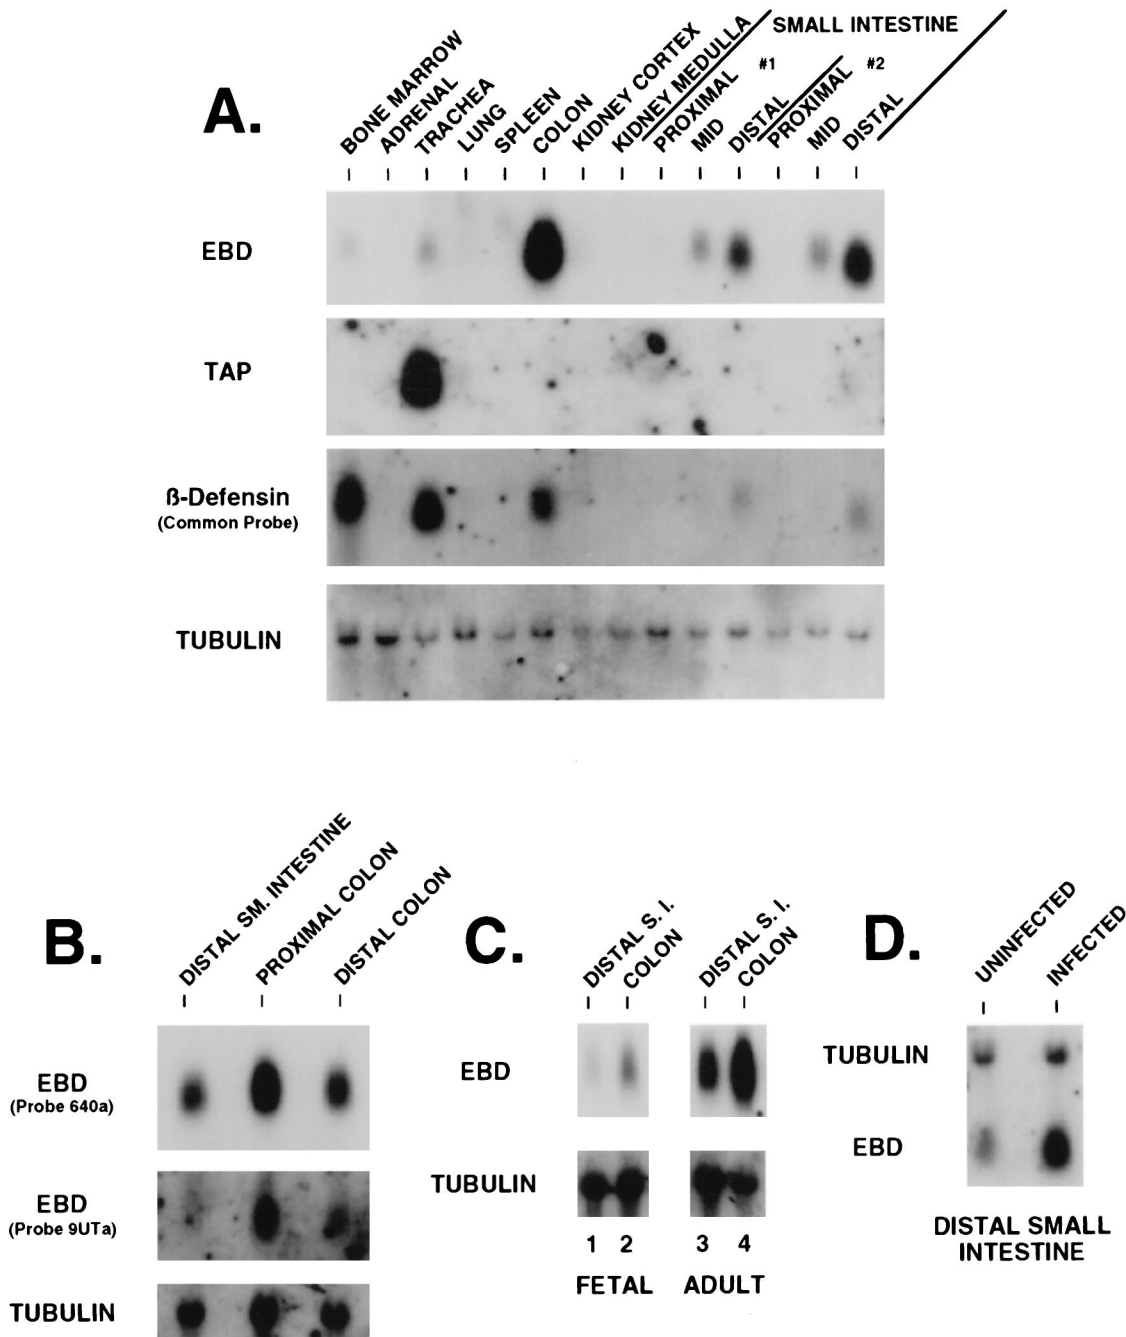 A.
BONE MARROW
ADRENAL
TRACHEA
LUNG
SPLEEN
COLON
KIDNEY CORTEX
KIDNEY MEDULLA
SMALL INTESTINE
#1
PROXIMAL
MID
DISTAL
#2
PROXIMAL
MID
DISTAL
EBD
TAP
ß-Defensin
(Common Probe)
TUBULIN
B.
DISTAL SM. INTESTINE
PROXIMAL COLON
DISTAL COLON
EBD
(Probe 640a)
EBD
(Probe 9UTa)
TUBULIN
C.
DISTAL S. I.
COLON
DISTAL S. I.
COLON
EBD
TUBULIN
1 2 3 4
FETAL ADULT
D.
UNINFECTED
INFECTED
TUBULIN
EBD
DISTAL SMALL
INTESTINE